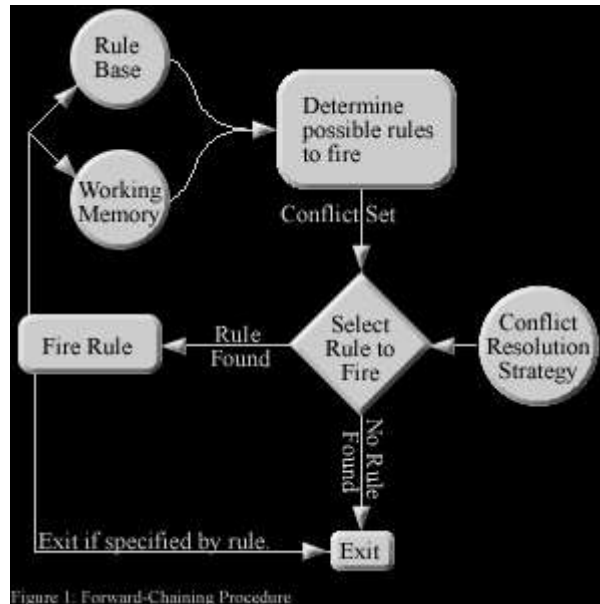 Rule
Base
Determine
possible rules
to fire
Working
Memory
Conflict Set
Fire Rule
Rule
Found
Select
Rule to
Fire
Conflict
Resolution
Strategy
No Rule
Found
Exit if specified by rule.
Exit
Figure 1: Forward-Chaining Procedure